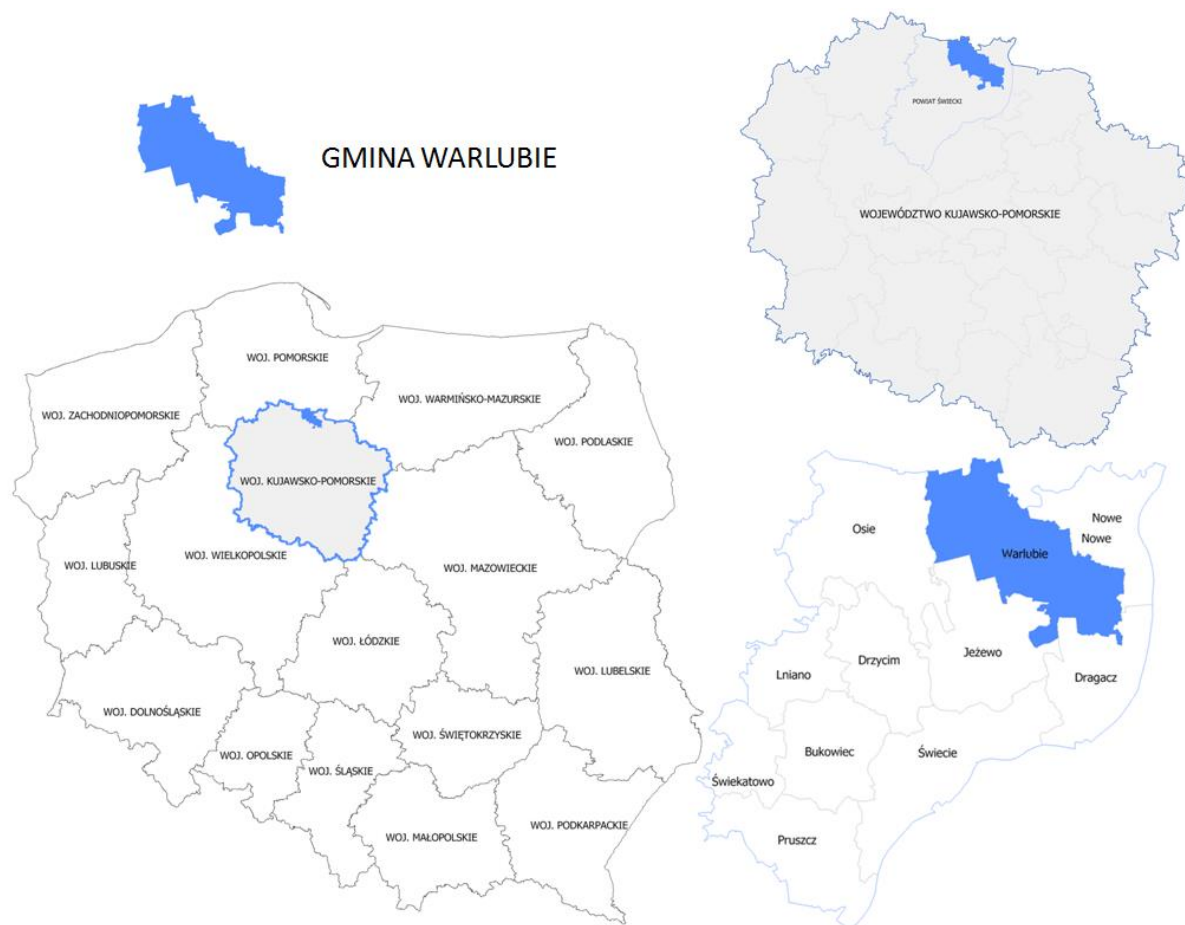 GMINA WARLUBIE
POWIAT ŚWIECKI
WOJEWÓDZTWO KUJAWSKO-POMORSKIE
WOJ. POMORSKIE
WOJ. ZACHODNIOPOMORSKIE
WOJ. WARMIŃSKO-MAZURSKIE
WOJ. PODLASKIE
WOJ. KUJAWSKO-POMORSKIE
WOJ. WIELKOPOLSKIE
WOJ. LUBUSKIE
WOJ. MAZOWIECKIE
WOJ. ŁÓDZKIE
WOJ. LUBELSKIE
WOJ. DOLNOŚLĄSKIE
WOJ. ŚWIĘTOKRZYSKIE
WOJ. OPOLSKIE
WOJ. ŚLĄSKIE
WOJ. MAŁOPOLSKIE
WOJ. PODKARPACKIE
Osie
Nowe
Nowe
Warlubie
Jeżewo
Drzycim
Lniano
Dragacz
Bukowiec
Świecie
Świekatowo
Pruszcz